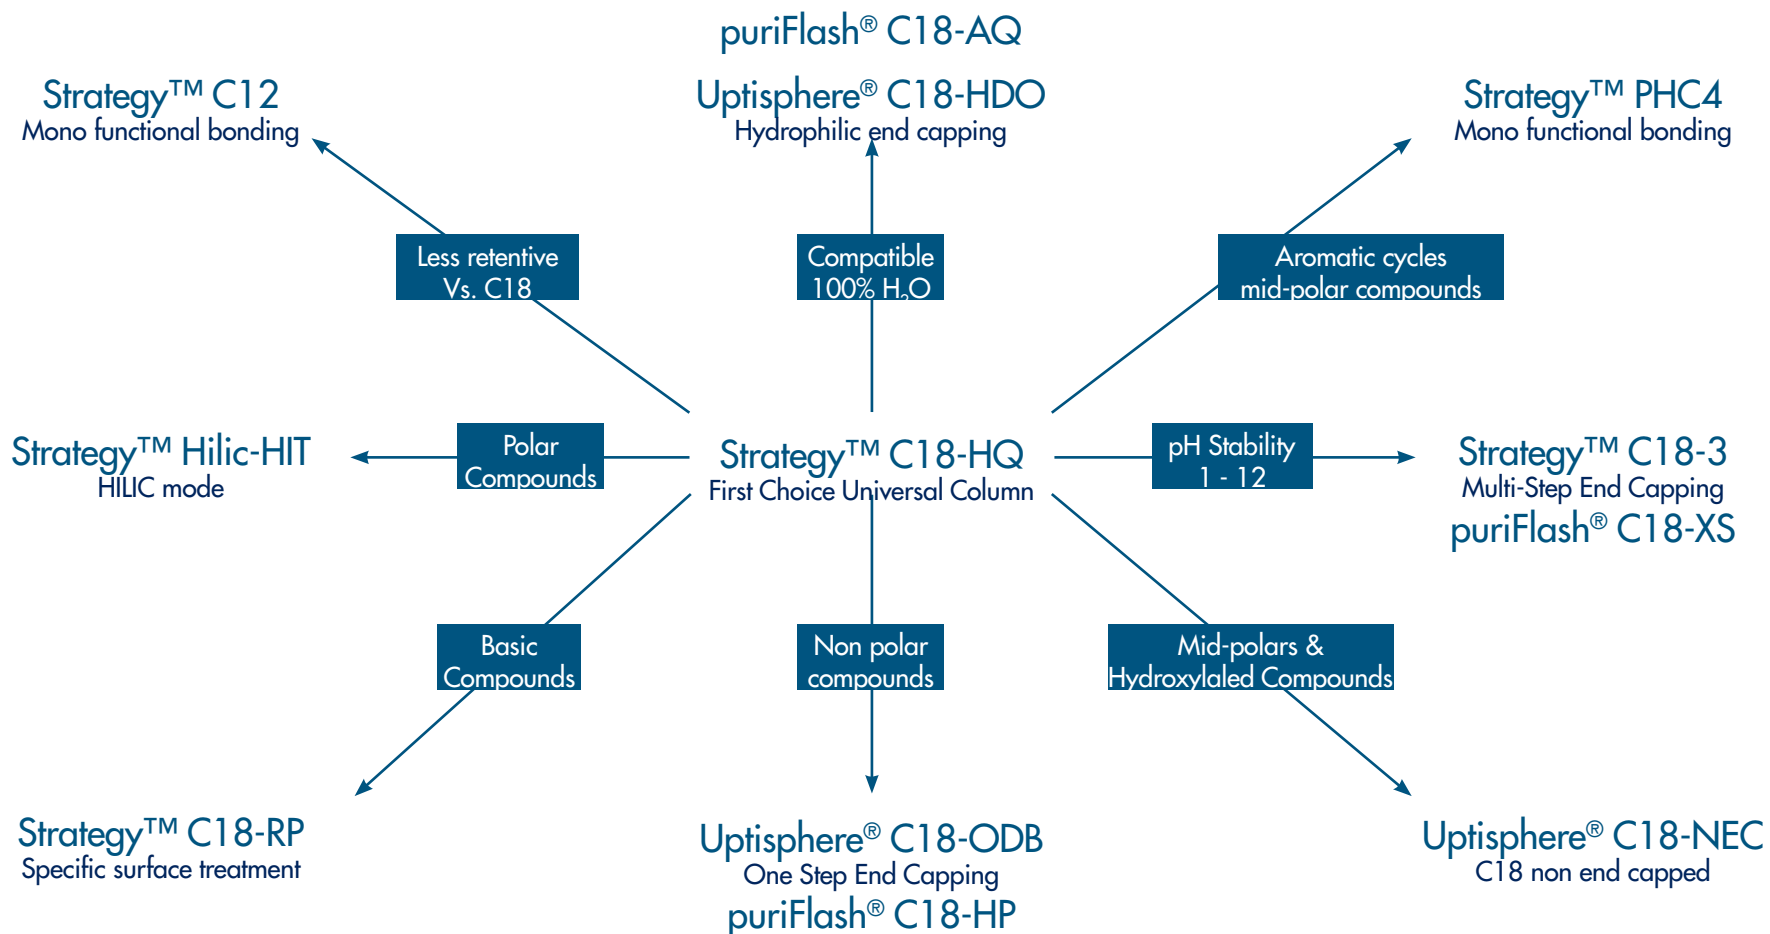 puriFlash® C18-AQ
Strategy™ C12
Mono functional bonding
Uptisphere® C18-HDO
Hydrophilic end capping
Strategy™ PHC4
Mono functional bonding
Less retentive
Vs. C18
Compatible
100% H₂O
Aromatic cycles
mid-polar compounds
Strategy™ Hilic-HIT
HILIC mode
Polar
Compounds
Strategy™ C18-HQ
First Choice Universal Column
pH Stability
1 - 12
Strategy™ C18-3
Multi-Step End Capping
puriFlash® C18-XS
Basic
Compounds
Non polar
compounds
Mid-polars &
Hydroxylaled Compounds
Strategy™ C18-RP
Specific surface treatment
Uptisphere® C18-ODB
One Step End Capping
puriFlash® C18-HP
Uptisphere® C18-NEC
C18 non end capped